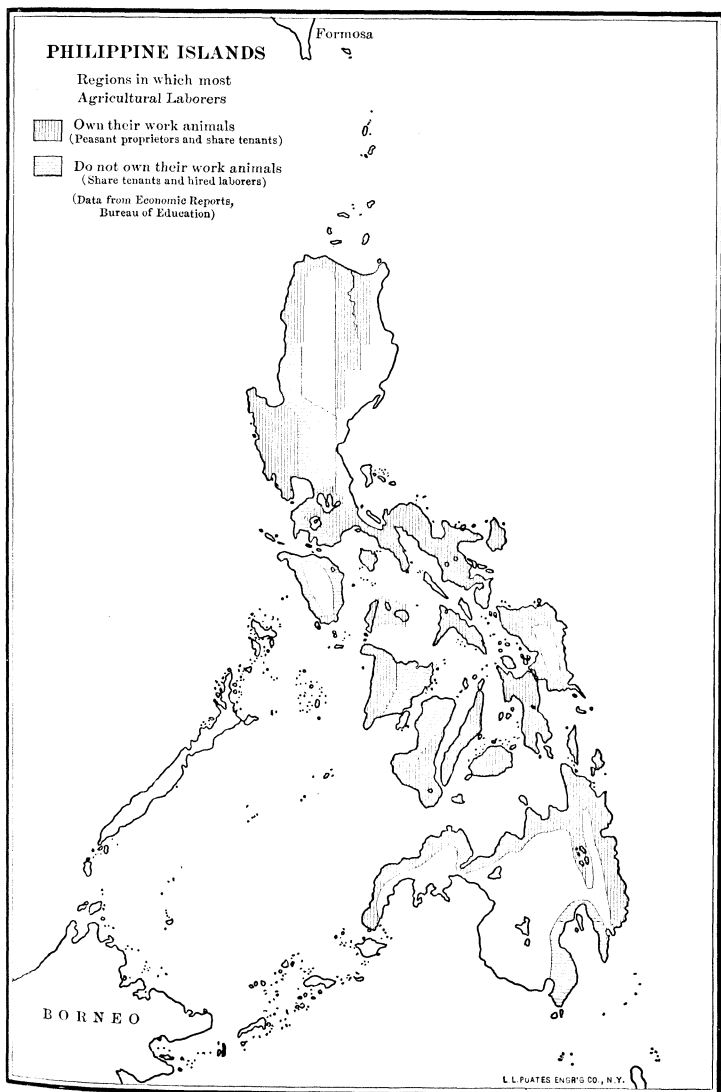 Formosa
PHILIPPINE ISLANDS
Regions in which most
Agricultural Laborers
Own their work animals
(Peasant proprietors and share tenants)
Do not own their work animals
(Share tenants and hired laborers)
(Data from Economic Reports,
Bureau of Education)
BORNEO
L.L.POATES ENGR'G CO., N.Y.